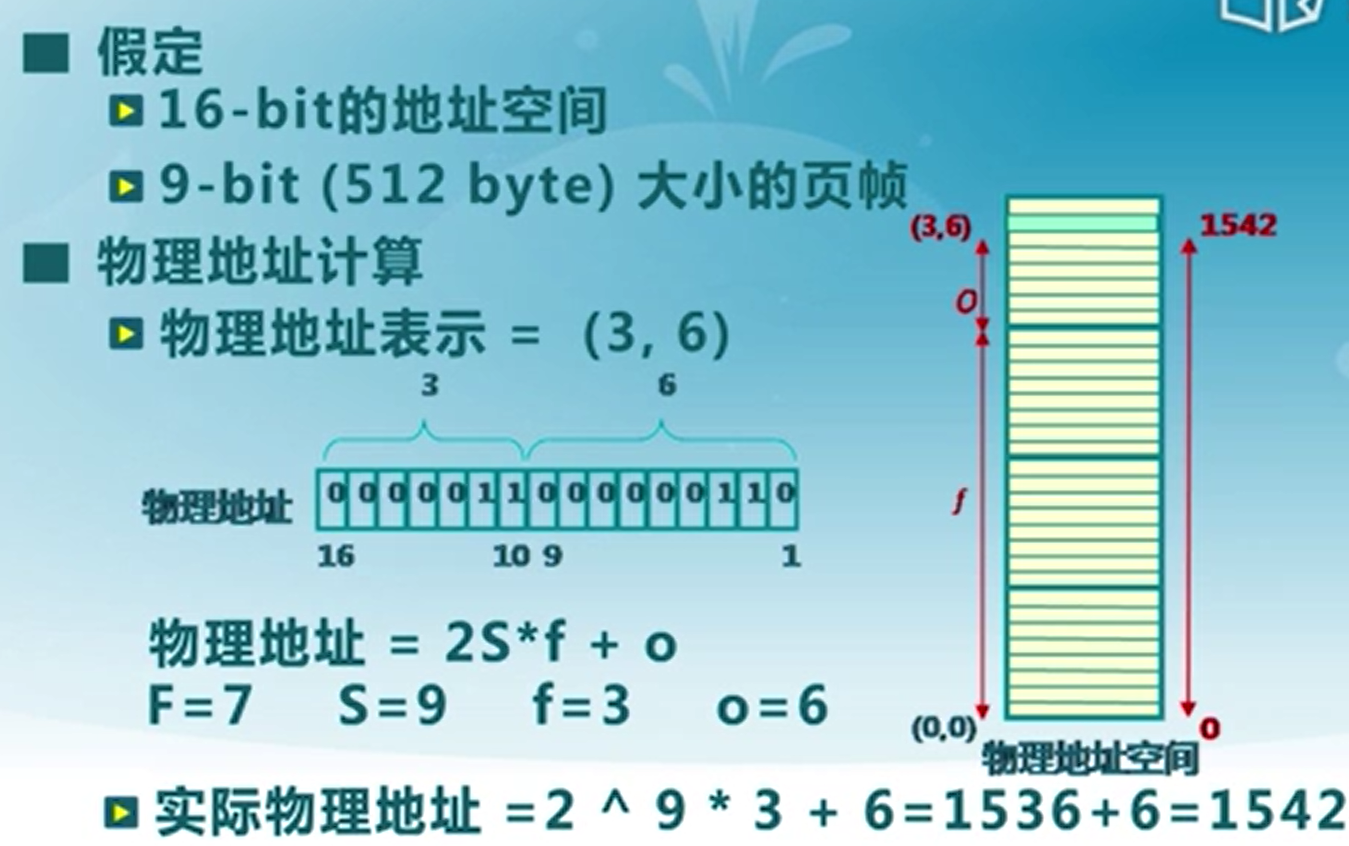 假定
16-bit的地址空间
9-bit (512 byte) 大小的页帧
物理地址计算
物理地址表示 = (3, 6)
3 6
物理地址 0 0 0 0 0 1 1 0 0 0 0 0 0 1 1 0
16 10 9 1
物理地址 = 2S*f + o
F=7 S=9 f=3 o=6
实际物理地址 =2 ^ 9 * 3 + 6=1536+6=1542
(3,6) 1542
o
f
(0,0) 0
物理地址空间